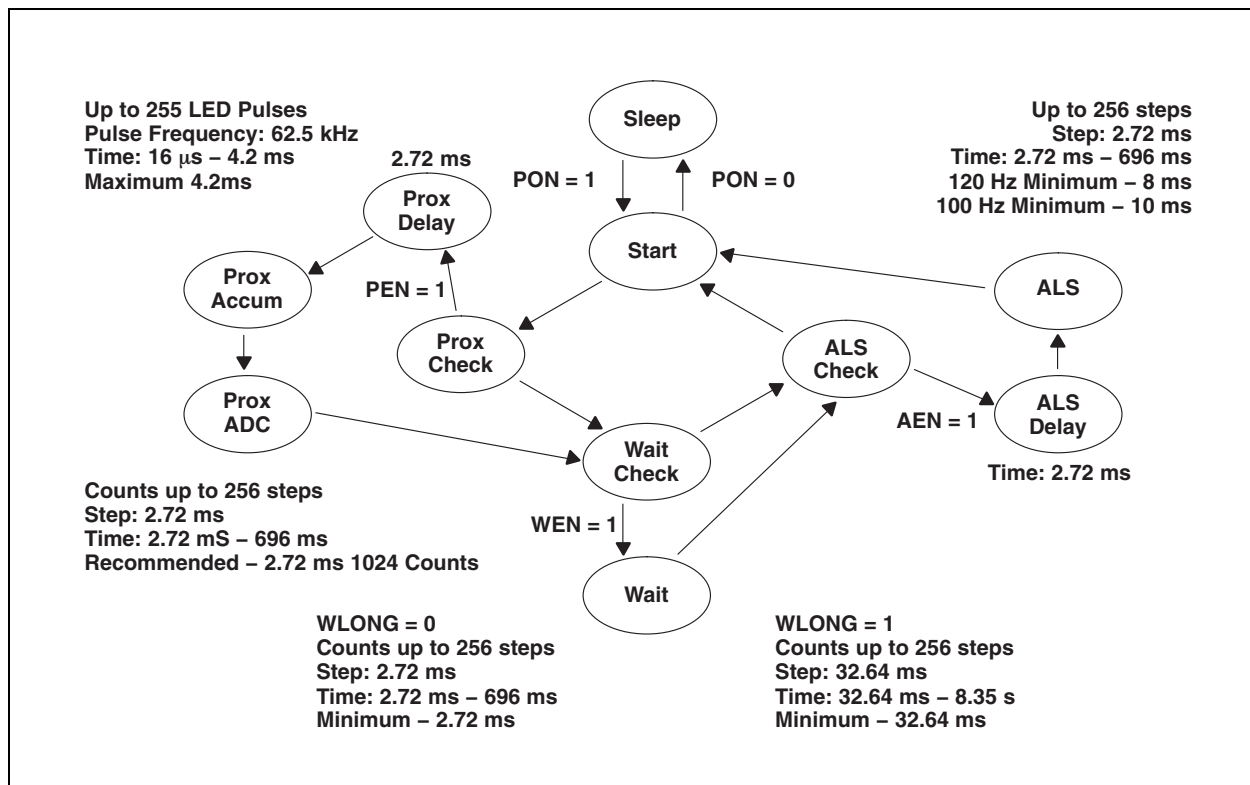 Up to 255 LED Pulses
Pulse Frequency: 62.5 kHz
Time: 16 μs – 4.2 ms
Maximum 4.2ms
2.72 ms
Prox
Delay
Sleep
PON = 1
PON = 0
Up to 256 steps
Step: 2.72 ms
Time: 2.72 ms – 696 ms
120 Hz Minimum – 8 ms
100 Hz Minimum – 10 ms
Start
Prox
Accum
PEN = 1
ALS
Prox
Check
ALS
Check
Prox
ADC
AEN = 1
ALS
Delay
Time: 2.72 ms
Wait
Check
Counts up to 256 steps
Step: 2.72 ms
Time: 2.72 mS – 696 ms
Recommended – 2.72 ms 1024 Counts
WEN = 1
Wait
WLONG = 0
Counts up to 256 steps
Step: 2.72 ms
Time: 2.72 ms – 696 ms
Minimum – 2.72 ms
WLONG = 1
Counts up to 256 steps
Step: 32.64 ms
Time: 32.64 ms – 8.35 s
Minimum – 32.64 ms